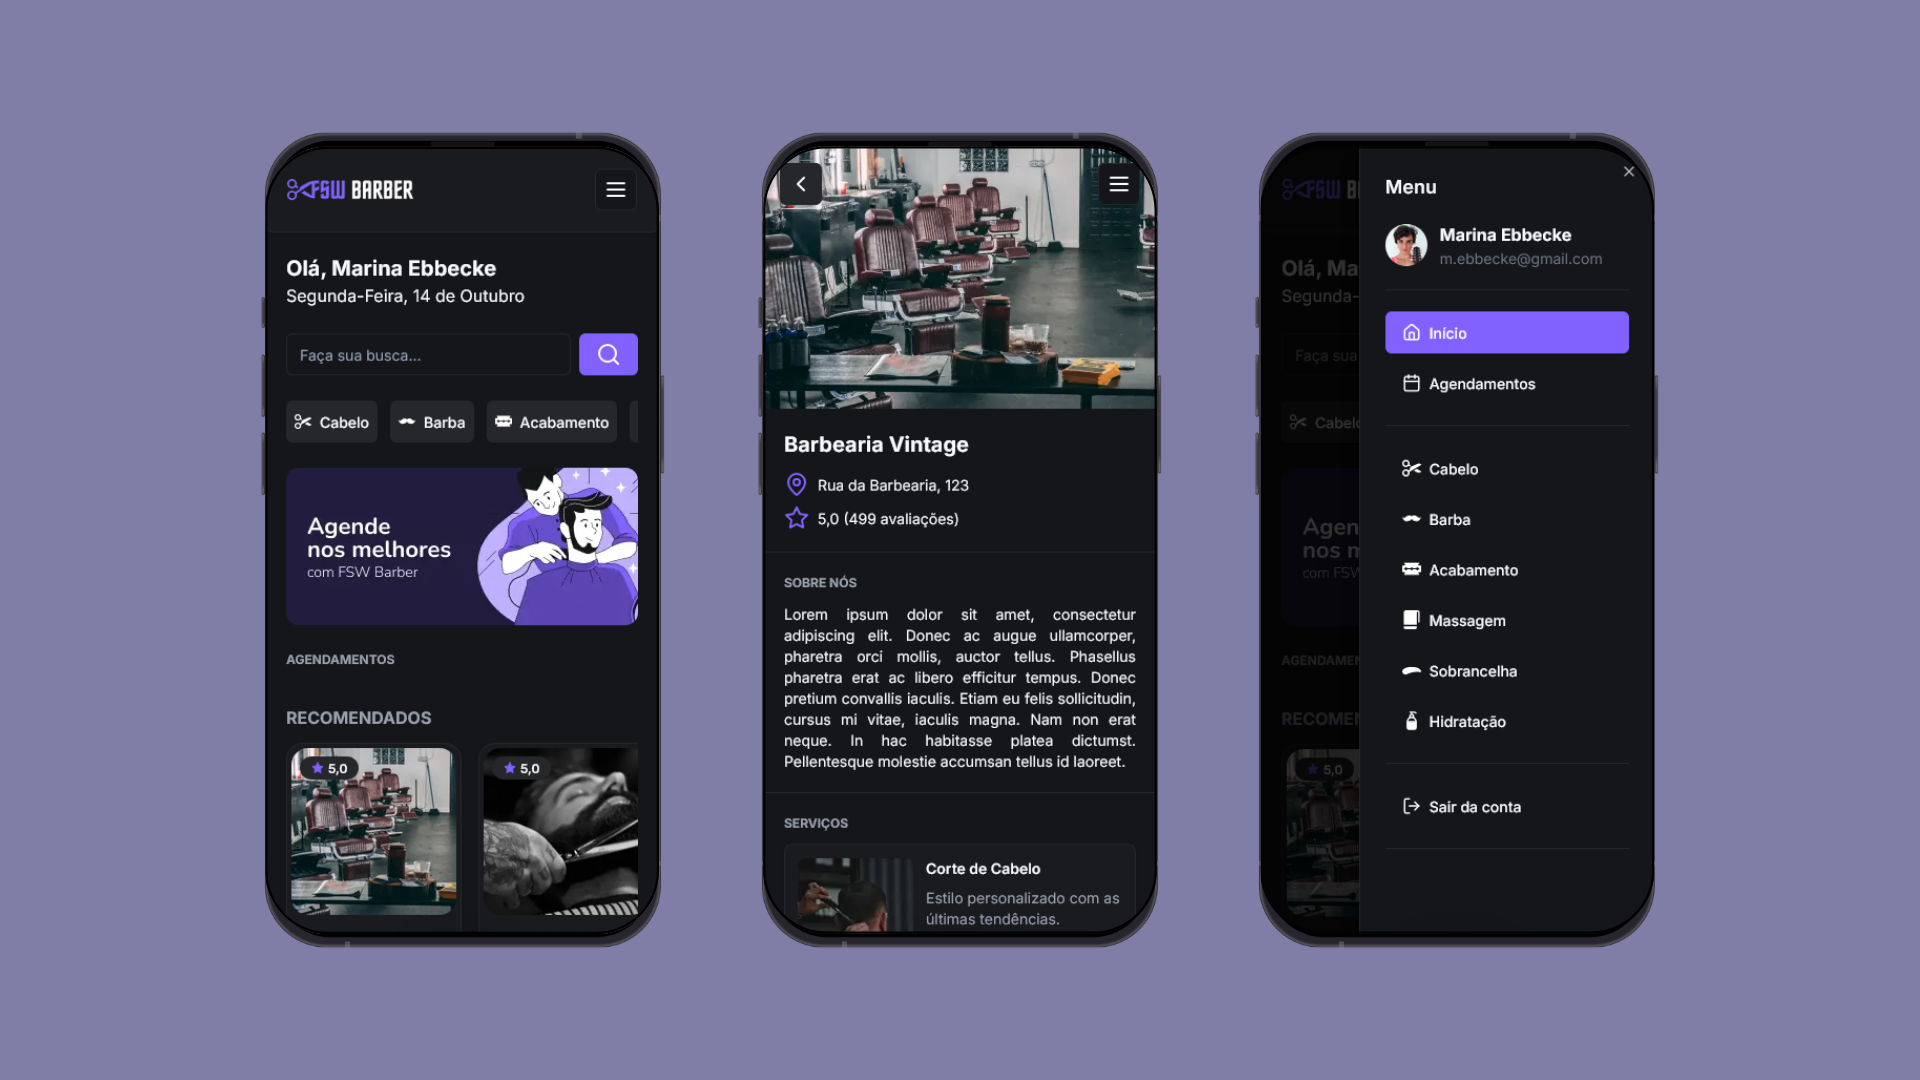 FSW BARBER
Olá, Marina Ebbecke
Segunda-Feira, 14 de Outubro
Faça sua busca...
Cabelo
Barba
Acabamento
Agende
nos melhores
com FSW Barber
AGENDAMENTOS
RECOMENDADOS
5,0
5,0
Barbearia Vintage
Rua da Barbearia, 123
5,0 (499 avaliações)
SOBRE NÓS
Lorem ipsum dolor sit amet, consectetur
adipiscing elit. Donec ac augue ullamcorper,
pharetra orci mollis, auctor tellus. Phasellus
pharetra erat ac libero efficitur tempus. Donec
pretium convallis iaculis. Etiam eu felis sollicitudin,
cursus mi vitae, iaculis magna. Nam non erat
neque. In hac habitasse platea dictumst.
Pellentesque molestie accumsan tellus id laoreet.
SERVIÇOS
Corte de Cabelo
Estilo personalizado com as
últimas tendências.
FSW B
Olá, Ma
Segunda-
Faça sua
Cabelo
Agen
nos m
com FSW
AGENDAMEN
RECOMEN
5,0
Menu
Marina Ebbecke
m.ebbecke@gmail.com
Início
Agendamentos
Cabelo
Barba
Acabamento
Massagem
Sobrancelha
Hidratação
Sair da conta